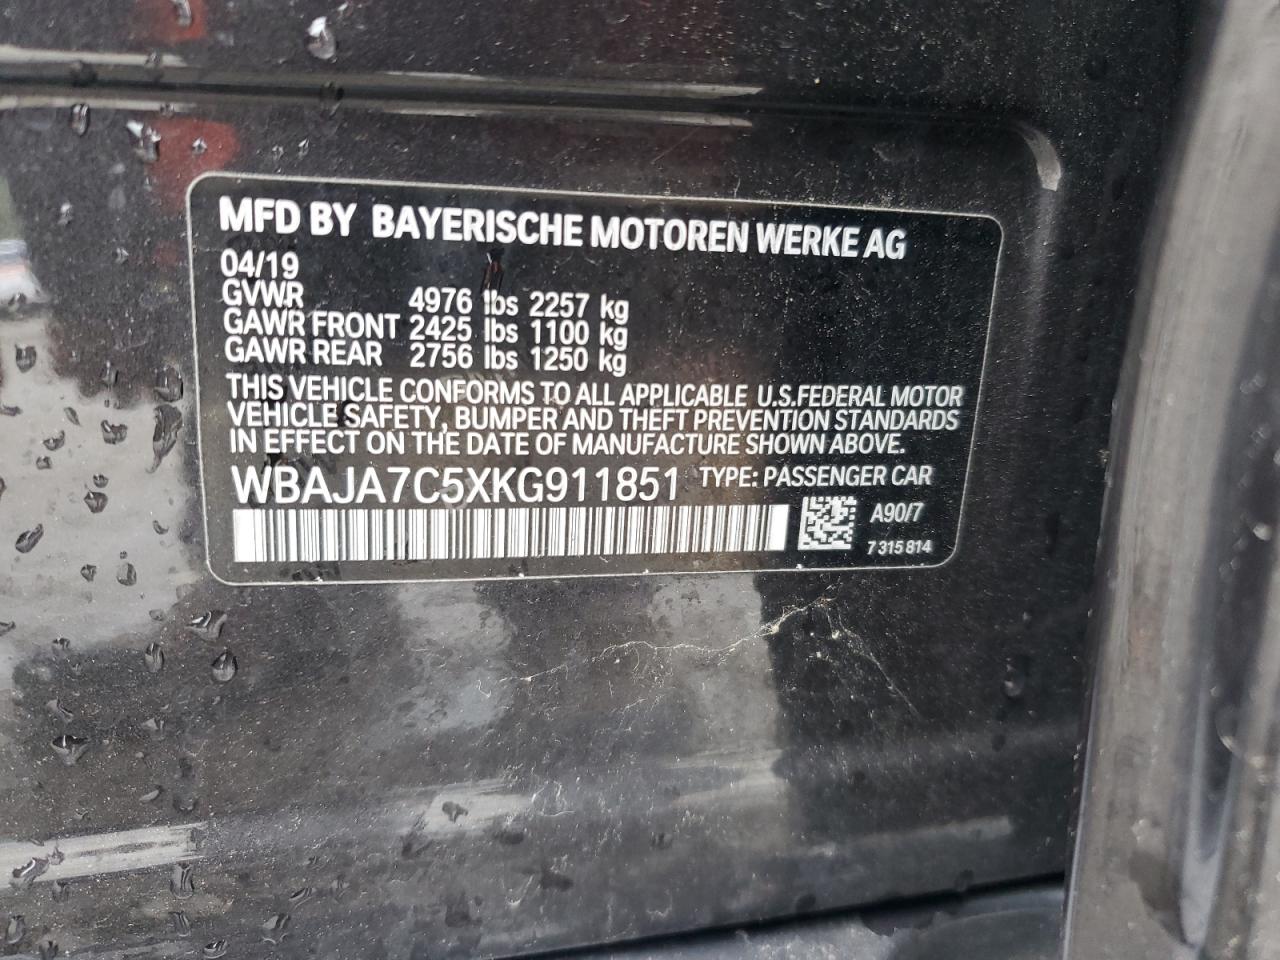 MFD BY BAYERISCHE MOTOREN WERKE AG
04/19
GVWR 4976 lbs 2257 kg
GAWR FRONT 2425 lbs 1100 kg
GAWR REAR 2756 lbs 1250 kg
THIS VEHICLE CONFORMS TO ALL APPLICABLE U.S.FEDERAL MOTOR
VEHICLE SAFETY, BUMPER AND THEFT PREVENTION STANDARDS
IN EFFECT ON THE DATE OF MANUFACTURE SHOWN ABOVE.
WBAJA7C5XKG911851 TYPE: PASSENGER CAR
A90/7
7 315 814